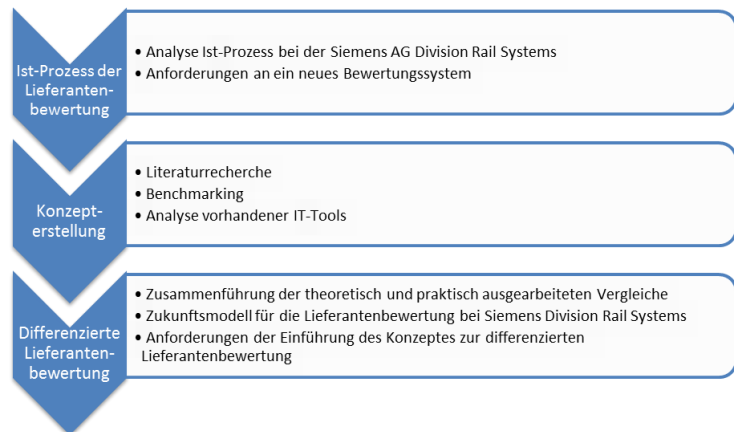 Ist-Prozess der
Lieferanten-
bewertung
• Analyse Ist-Prozess bei der Siemens AG Division Rail Systems
• Anforderungen an ein neues Bewertungssystem
Konzept-
erstellung
• Literaturrecherche
• Benchmarking
• Analyse vorhandener IT-Tools
Differenzierte
Lieferanten-
bewertung
• Zusammenführung der theoretisch und praktisch ausgearbeiteten Vergleiche
• Zukunftsmodell für die Lieferantenbewertung bei Siemens Division Rail Systems
• Anforderungen der Einführung des Konzeptes zur differenzierten
Lieferantenbewertung